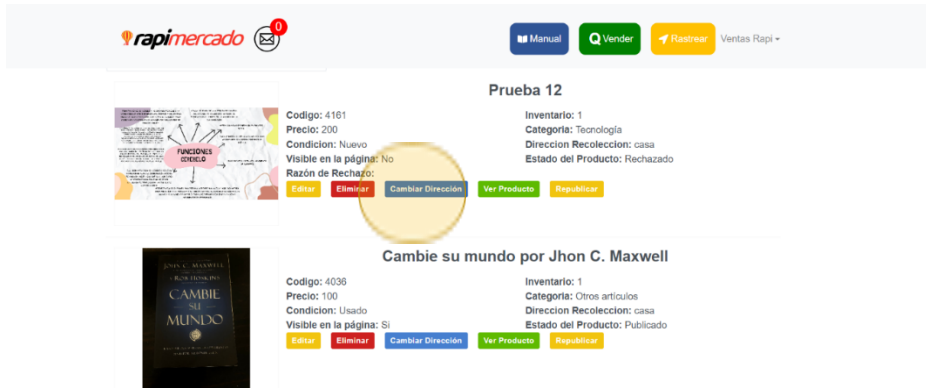 rapimercado
0
Manual
Vender
Rastrear
Ventas Rapi
Prueba 12
Codigo: 4161
Inventario: 1
Precio: 200
Categoria: Tecnología
Condicion: Nuevo
Direccion Recoleccion: casa
Visible en la página: No
Estado del Producto: Rechazado
Razón de Rechazo:
Editar
Eliminar
Cambiar Dirección
Ver Producto
Republicar
FUNCIONES
Cambie su mundo por Jhon C. Maxwell
Codigo: 4036
Inventario: 1
Precio: 100
Categoria: Otros articulos
Condicion: Usado
Direccion Recoleccion: casa
Visible en la página: Si
Estado del Producto: Publicado
Editar
Eliminar
Cambiar Dirección
Ver Producto
Republicar
JOHN C. MAXWELL
ROB HOSKINS
CAMBIE
SU
MUNDO